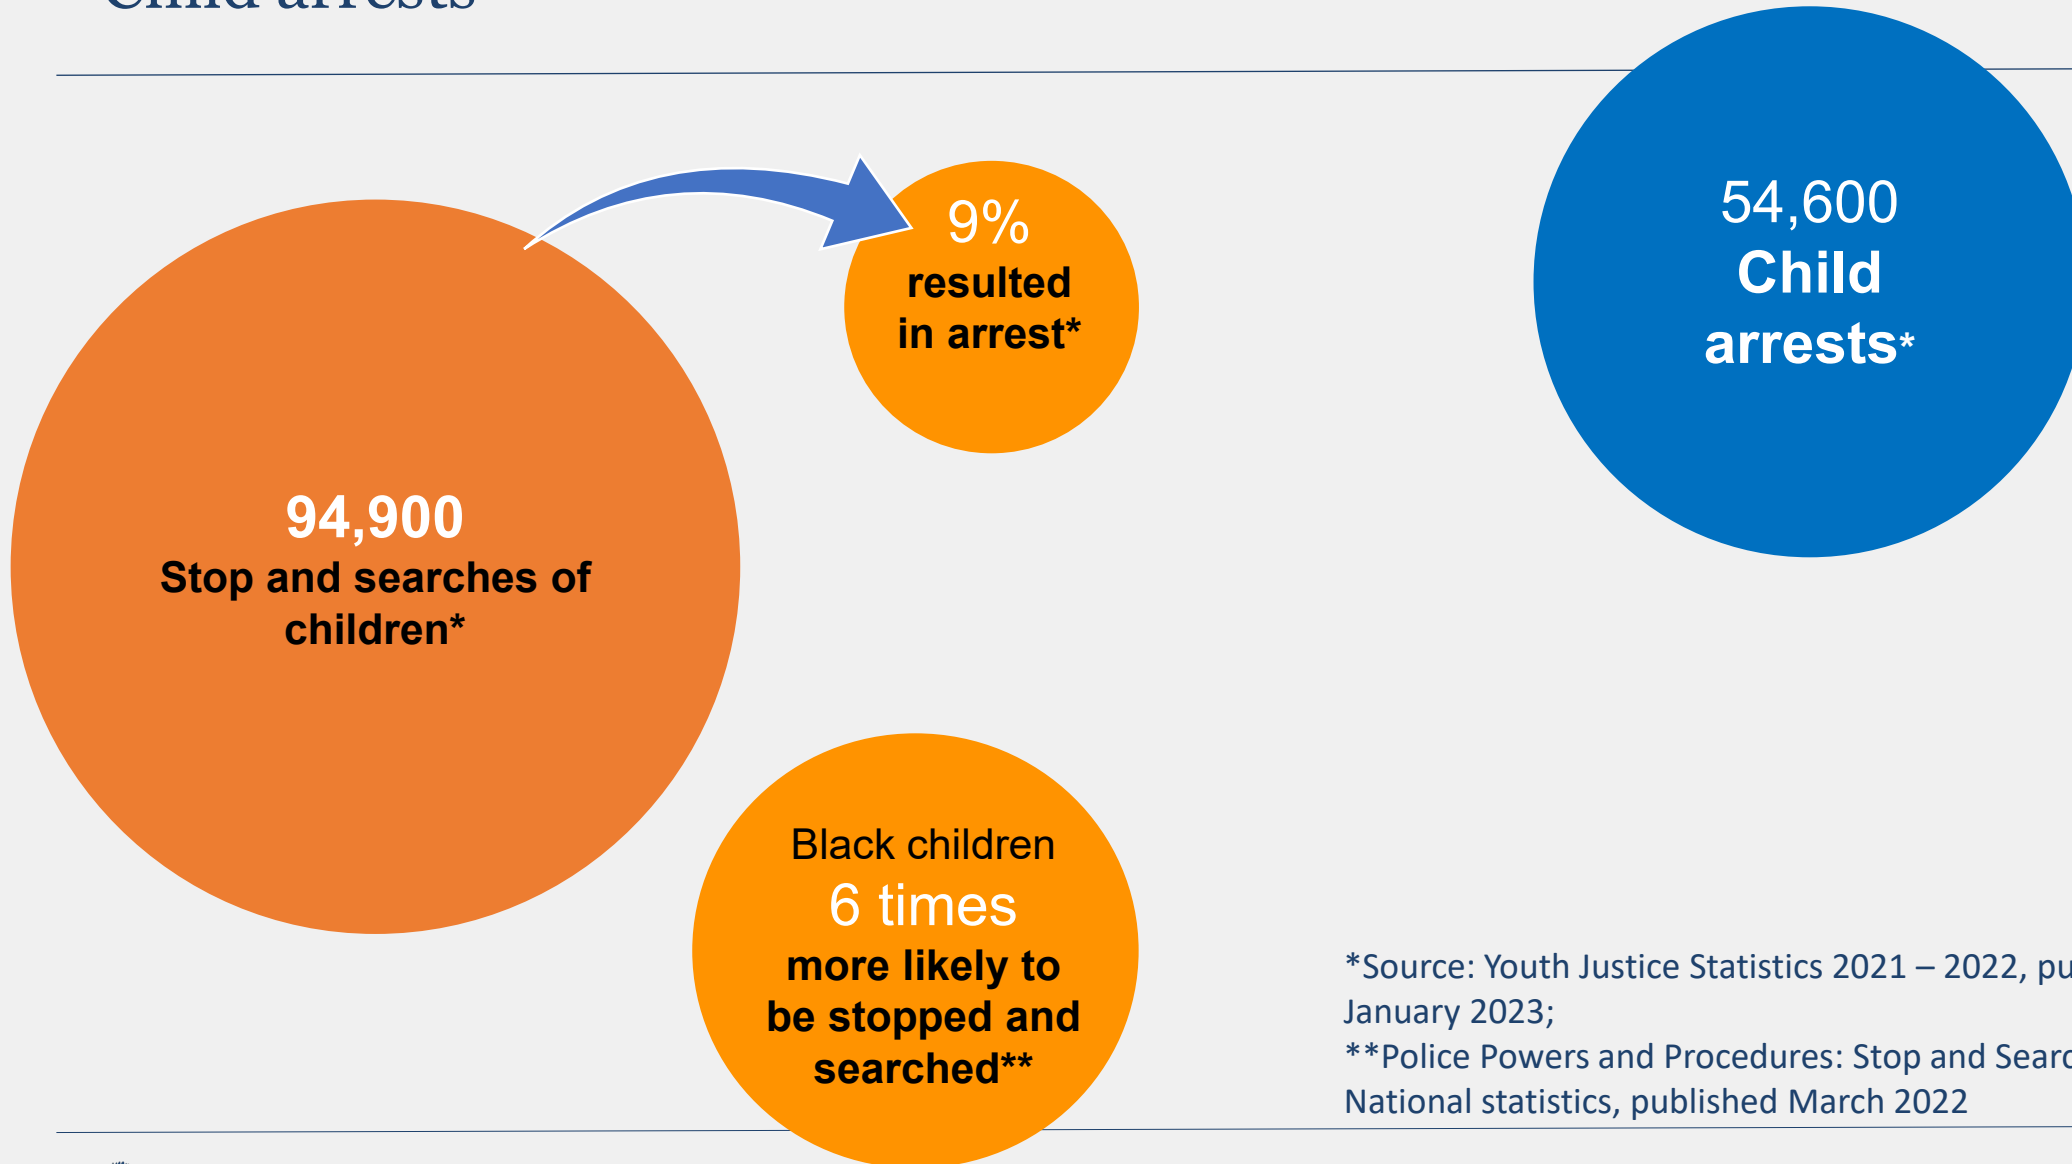 Child arrests
94,900
Stop and searches of
children*
9%
resulted
in arrest*
54,600
Child
arrests*
Black children
6 times
more likely to
be stopped and
searched**
*Source: Youth Justice Statistics 2021 – 2022,
January 2023;
**Police Powers and Procedures: Stop and
National statistics, published March 2022